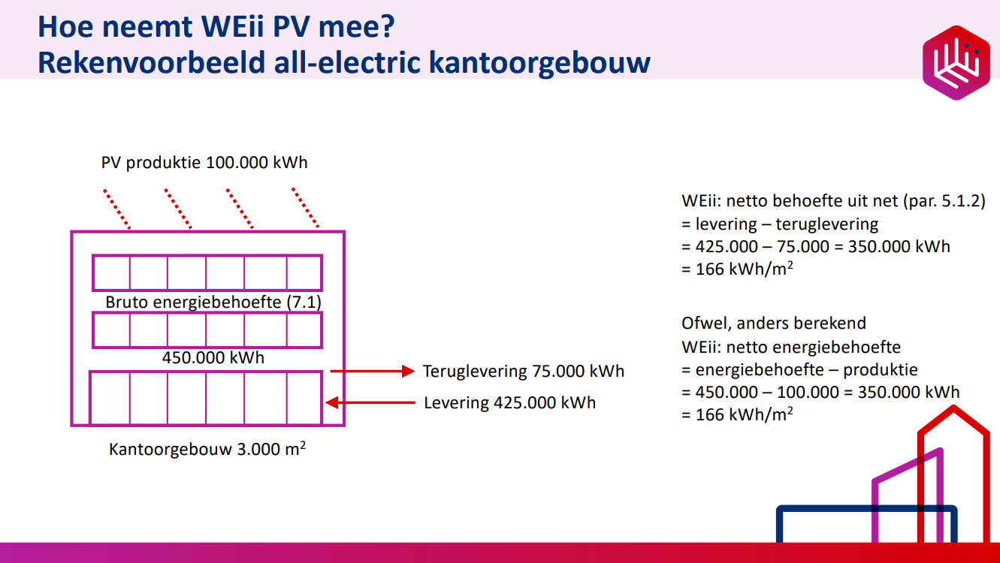 Hoe neemt WEii PV mee?
Rekenvoorbeeld all-electric kantoorgebouw
PV produktie 100.000 kWh
Bruto energiebehoefte (7.1)
450.000 kWh
Teruglevering 75.000 kWh
Levering 425.000 kWh
Kantoorgebouw 3.000 m²
WEii: netto behoefte uit net (par. 5.1.2)
= levering – teruglevering
= 425.000 – 75.000 = 350.000 kWh
= 166 kWh/m²
Ofwel, anders berekend
WEii: netto energiebehoefte
= energiebehoefte – produktie
= 450.000 – 100.000 = 350.000 kWh
= 166 kWh/m²